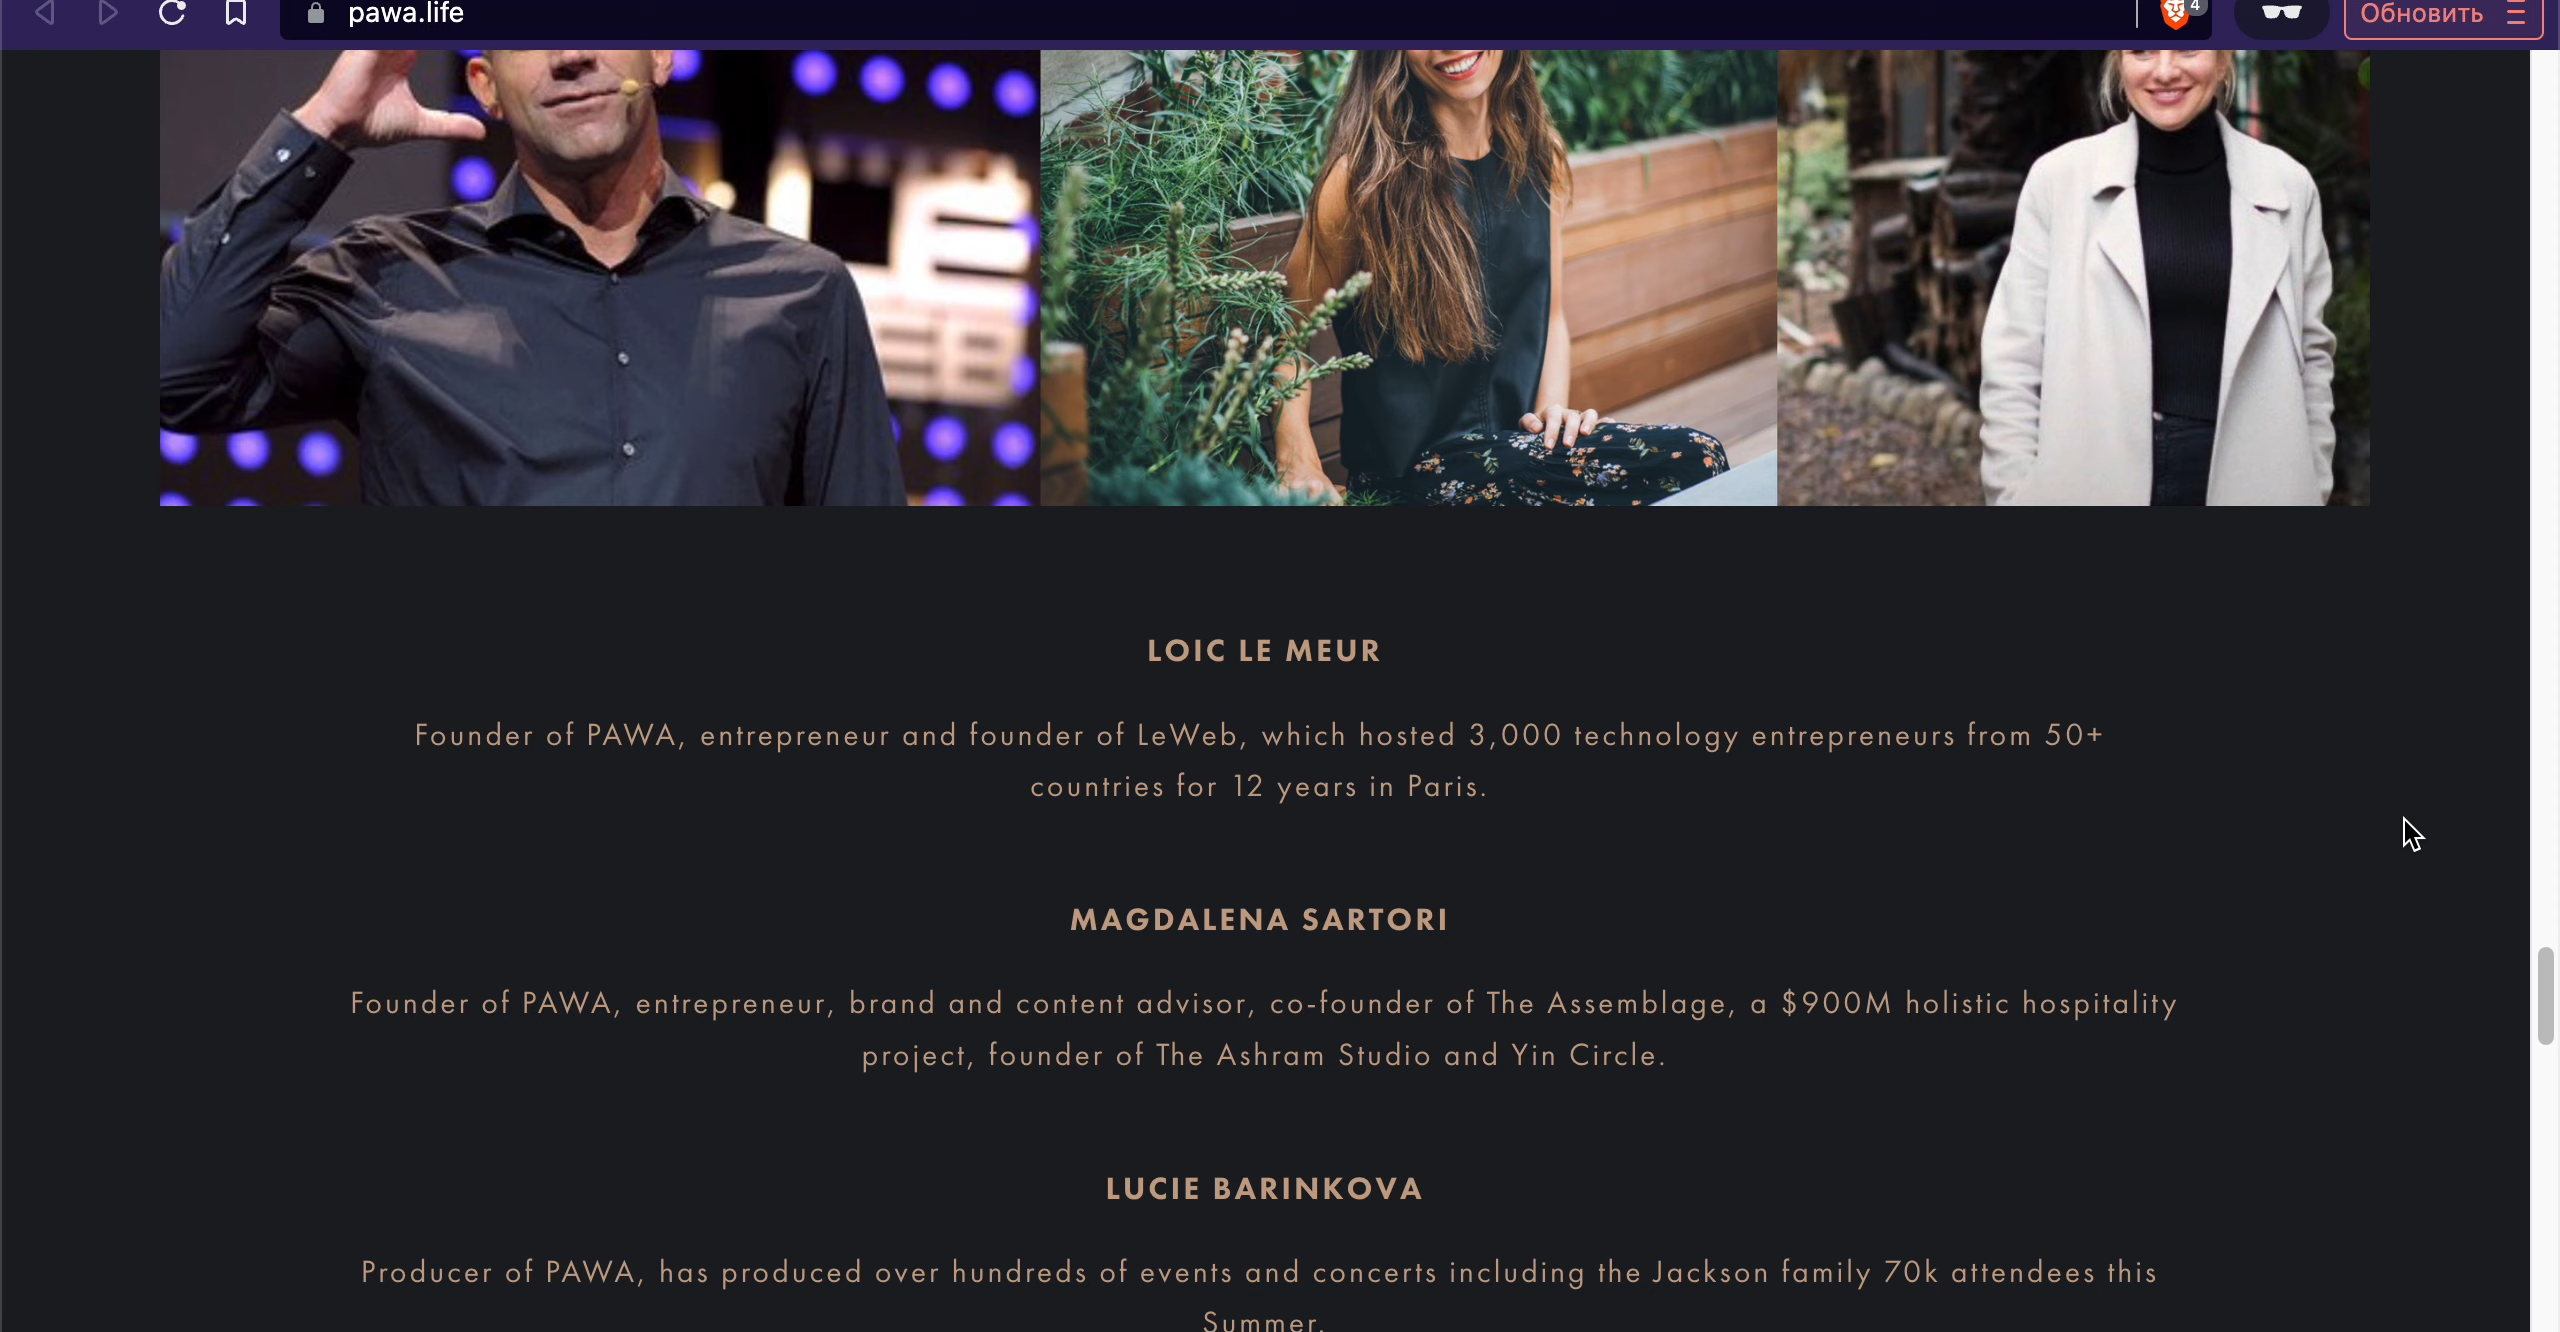 pawa.life
4
Обновить
LOIC LE MEUR
Founder of PAWA, entrepreneur and founder of LeWeb, which hosted 3,000 technology entrepreneurs from 50+
countries for 12 years in Paris.
MAGDALENA SARTORI
Founder of PAWA, entrepreneur, brand and content advisor, co-founder of The Assemblage, a $900M holistic hospitality
project, founder of The Ashram Studio and Yin Circle.
LUCIE BARINKOVA
Producer of PAWA, has produced over hundreds of events and concerts including the Jackson family 70k attendees this
Summer.